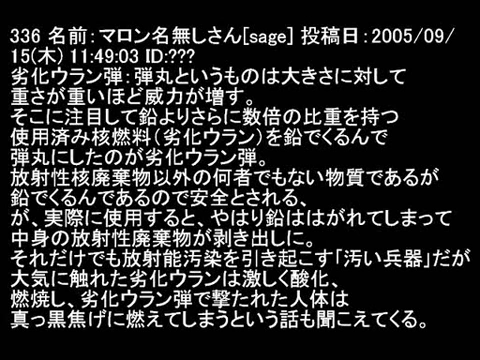 336 名前：マロン名無しさん[sage] 投稿日：2005/09/
15(木) 11:49:03 ID:???
劣化ウラン弾：弾丸というものは大きさに対して
重さが重いほど威力が増す。
そこに注目して鉛よりさらに数倍の比重を持つ
使用済み核燃料（劣化ウラン）を鉛でくるんで
弾丸にしたのが劣化ウラン弾。
放射性核廃棄物以外の何者でもない物質であるが
鉛でくるんであるので安全とされる、
が、実際に使用すると、やはり鉛ははがれてしまって
中身の放射性廃棄物が剥き出しに。
それだけでも放射能汚染を引き起こす「汚い兵器」だが
大気に触れた劣化ウランは激しく酸化、
燃焼し、劣化ウラン弾で撃たれた人体は
真っ黒焦げに燃えてしまうという話も聞こえてくる。